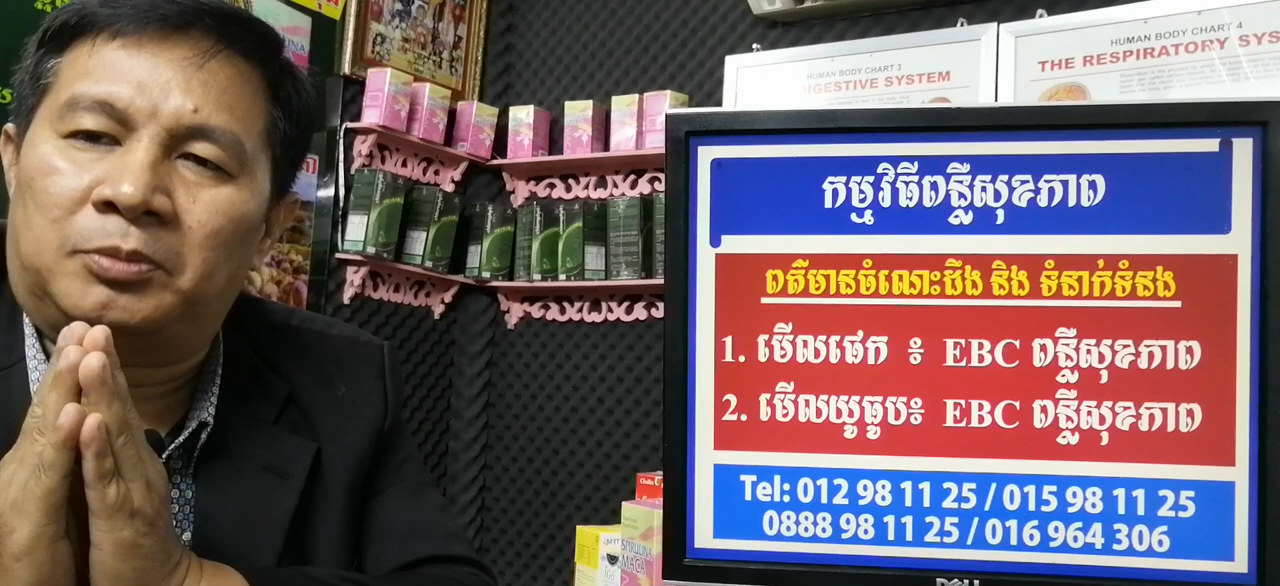 HUMAN BODY CHART 3
DIGESTIVE SYSTEM
HUMAN BODY CHART 4
THE RESPIRATORY SYS
កម្មវិធីពន្លឺសុខភាព
ពត៌មានចំណេះដឹង និង ទំនាក់ទំនង
1. មើលផេក ៖ EBC ពន្លឺសុខភាព
2. មើលយូធូប៖ EBC ពន្លឺសុខភាព
Tel: 012 98 11 25 / 015 98 11 25
0888 98 11 25 / 016 964 306
SPIRULINA
MACA
DELL